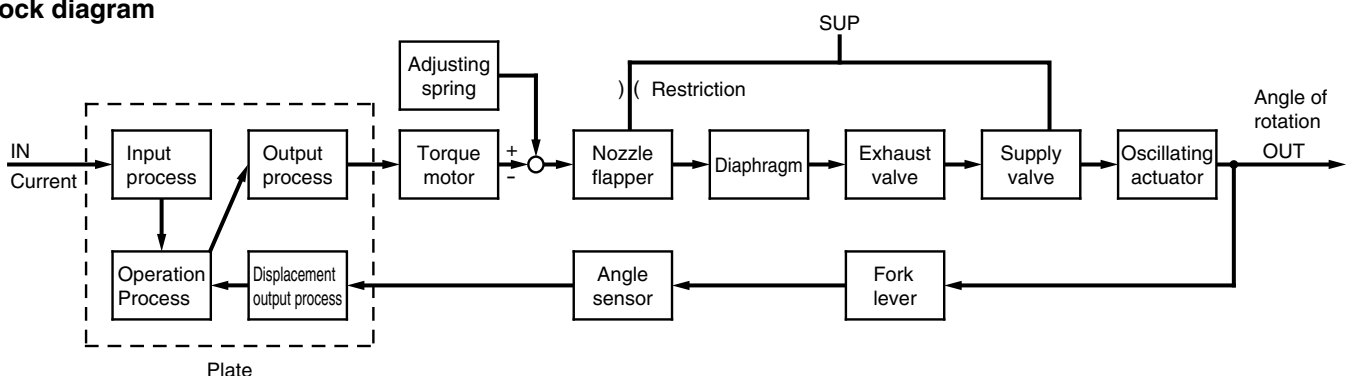 ock diagram
SUP
Adjusting
spring
) ( Restriction
Angle of
rotation
IN
Current
Input
process
Output
process
Torque
motor
+
-
Nozzle
flapper
Diaphragm
Exhaust
valve
Supply
valve
Oscillating
actuator
OUT
Operation
Process
Displacement
output process
Angle
sensor
Fork
lever
Plate